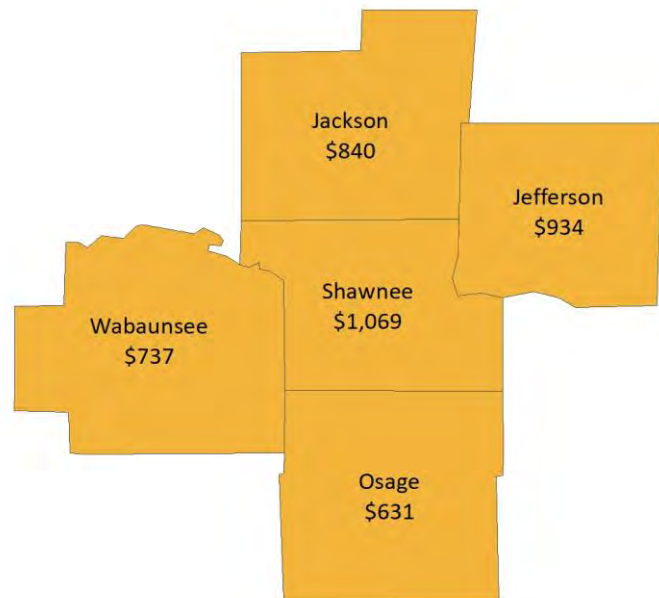 Jackson
$840
Jefferson
$934
Shawnee
$1,069
Wabaunsee
$737
Osage
$631